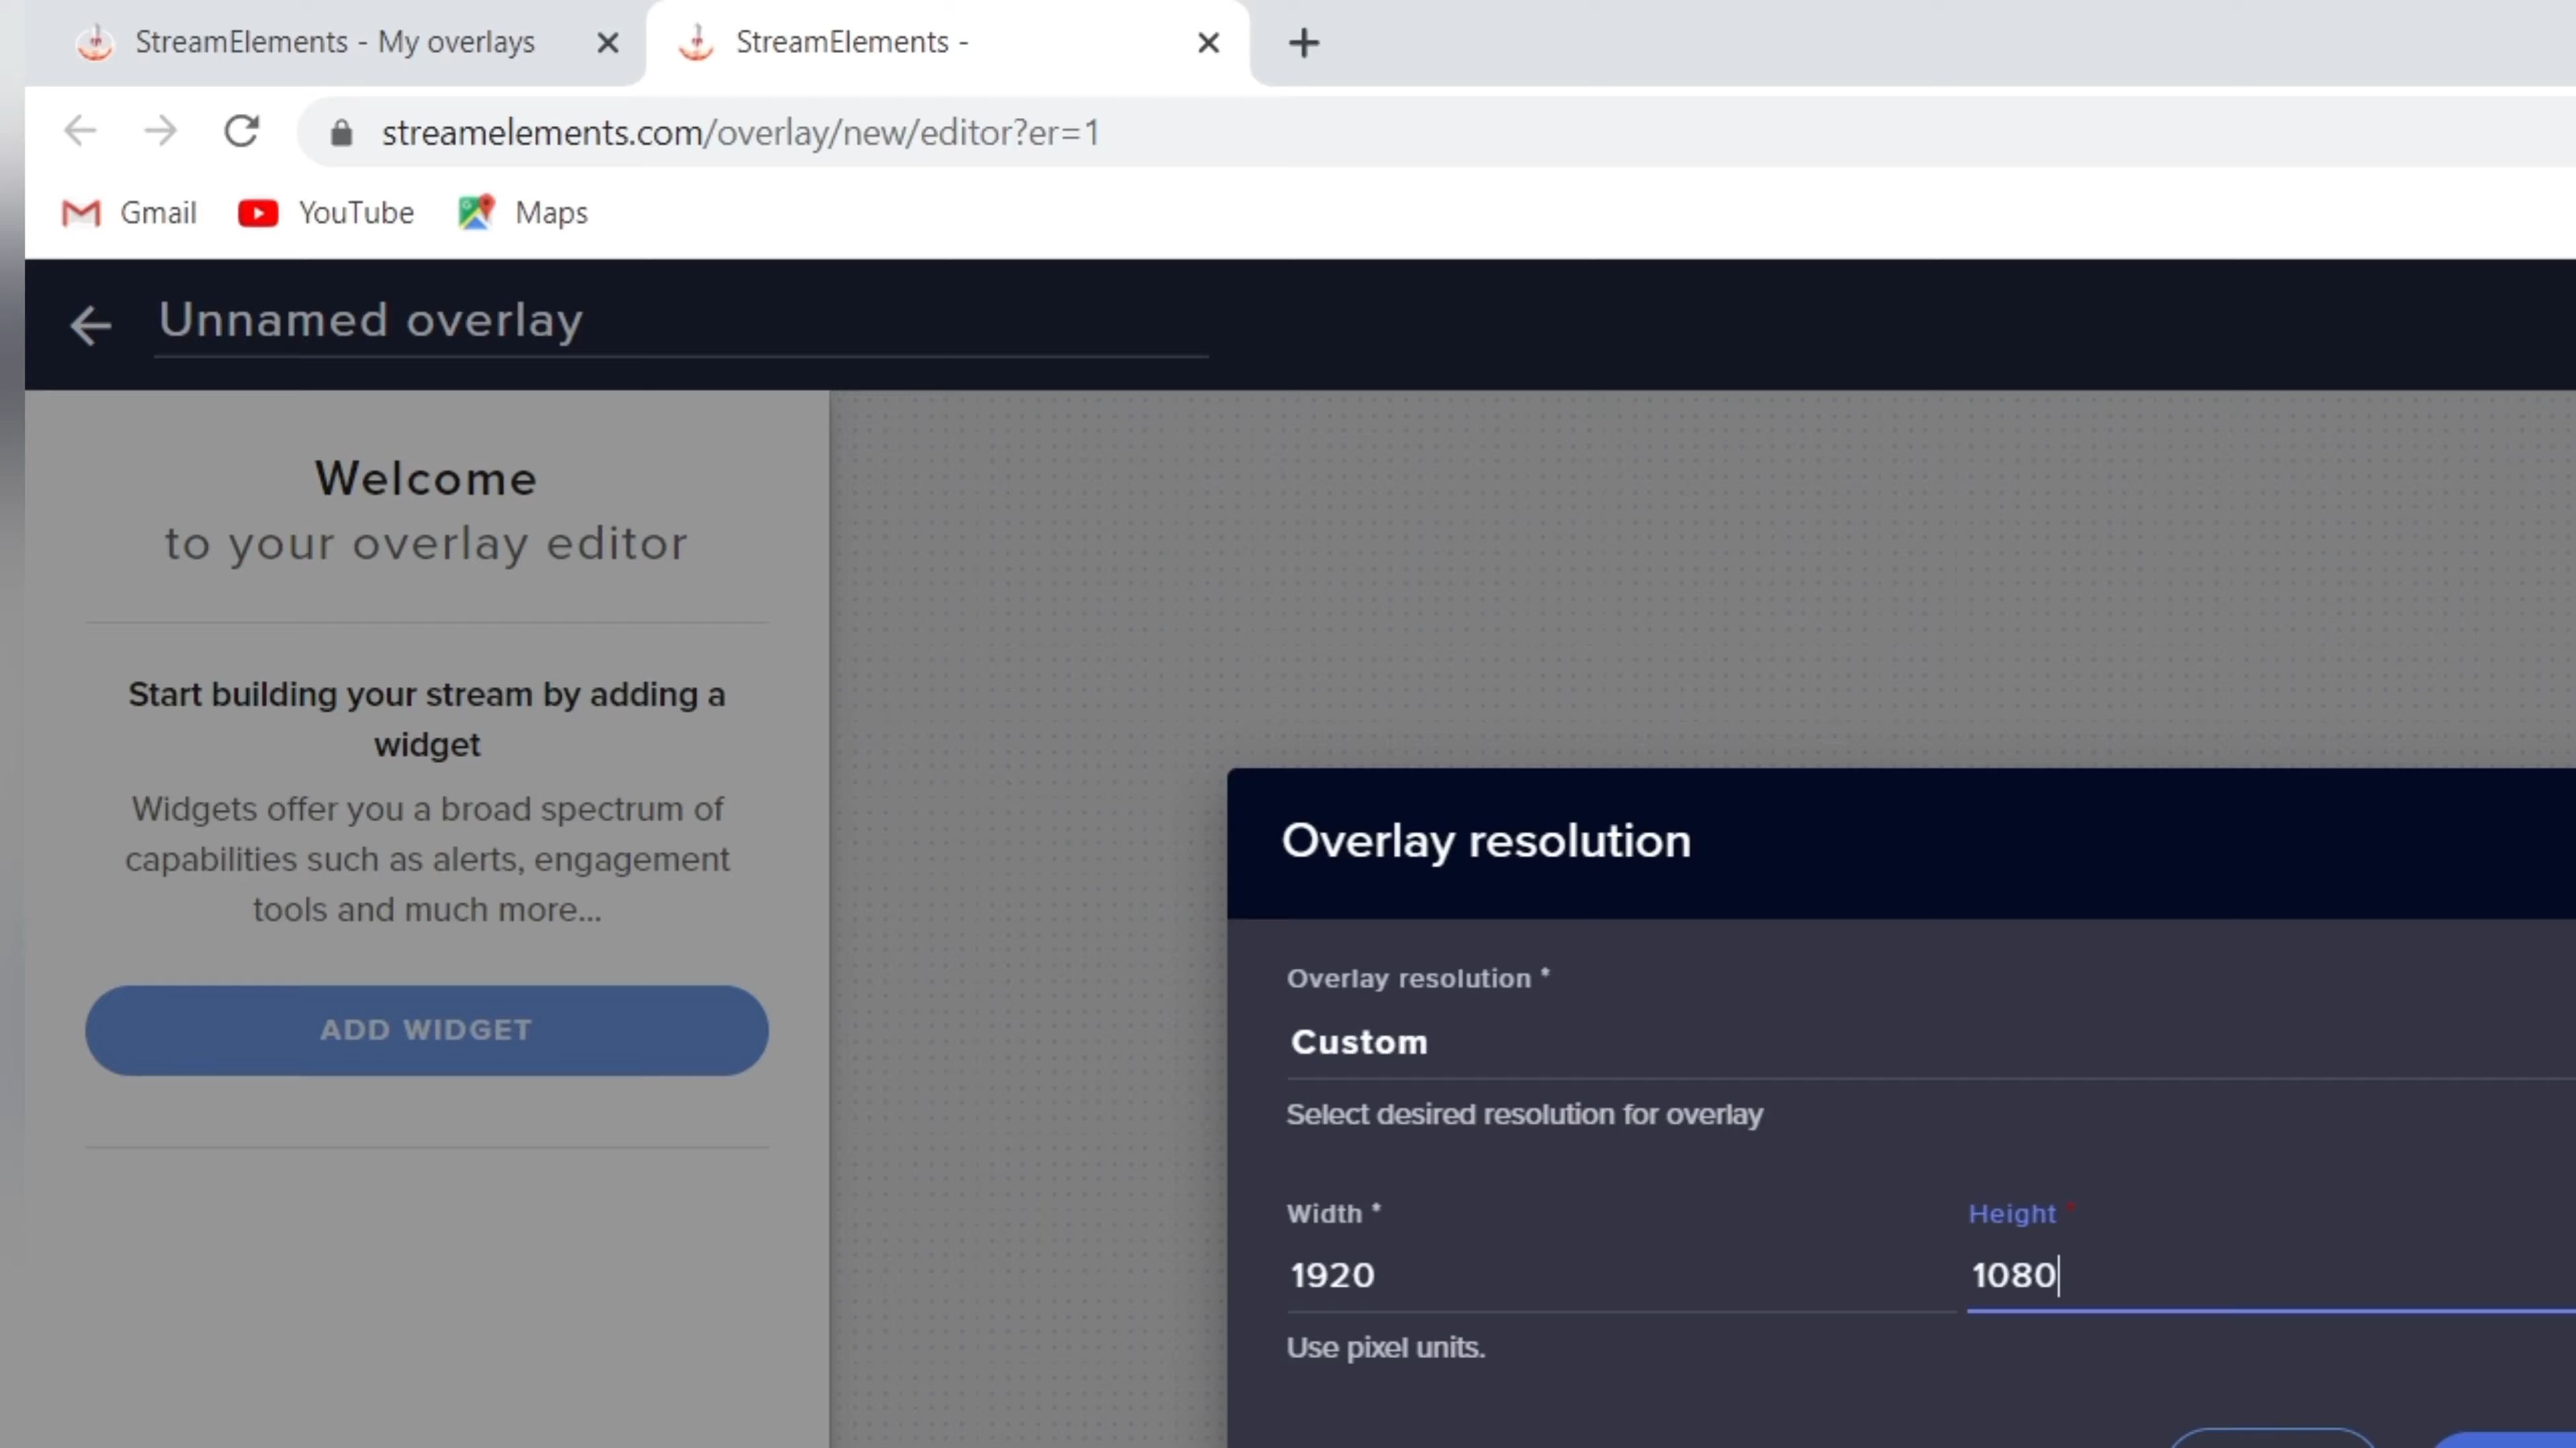 StreamElements - My overlays
StreamElements -
streamelements.com/overlay/new/editor?er=1
Gmail
YouTube
Maps
Unnamed overlay
Welcome
to your overlay editor
Start building your stream by adding a
widget
Widgets offer you a broad spectrum of
capabilities such as alerts, engagement
tools and much more...
ADD WIDGET
Overlay resolution
Overlay resolution *
Custom
Select desired resolution for overlay
Width *
Height *
1920
1080
Use pixel units.